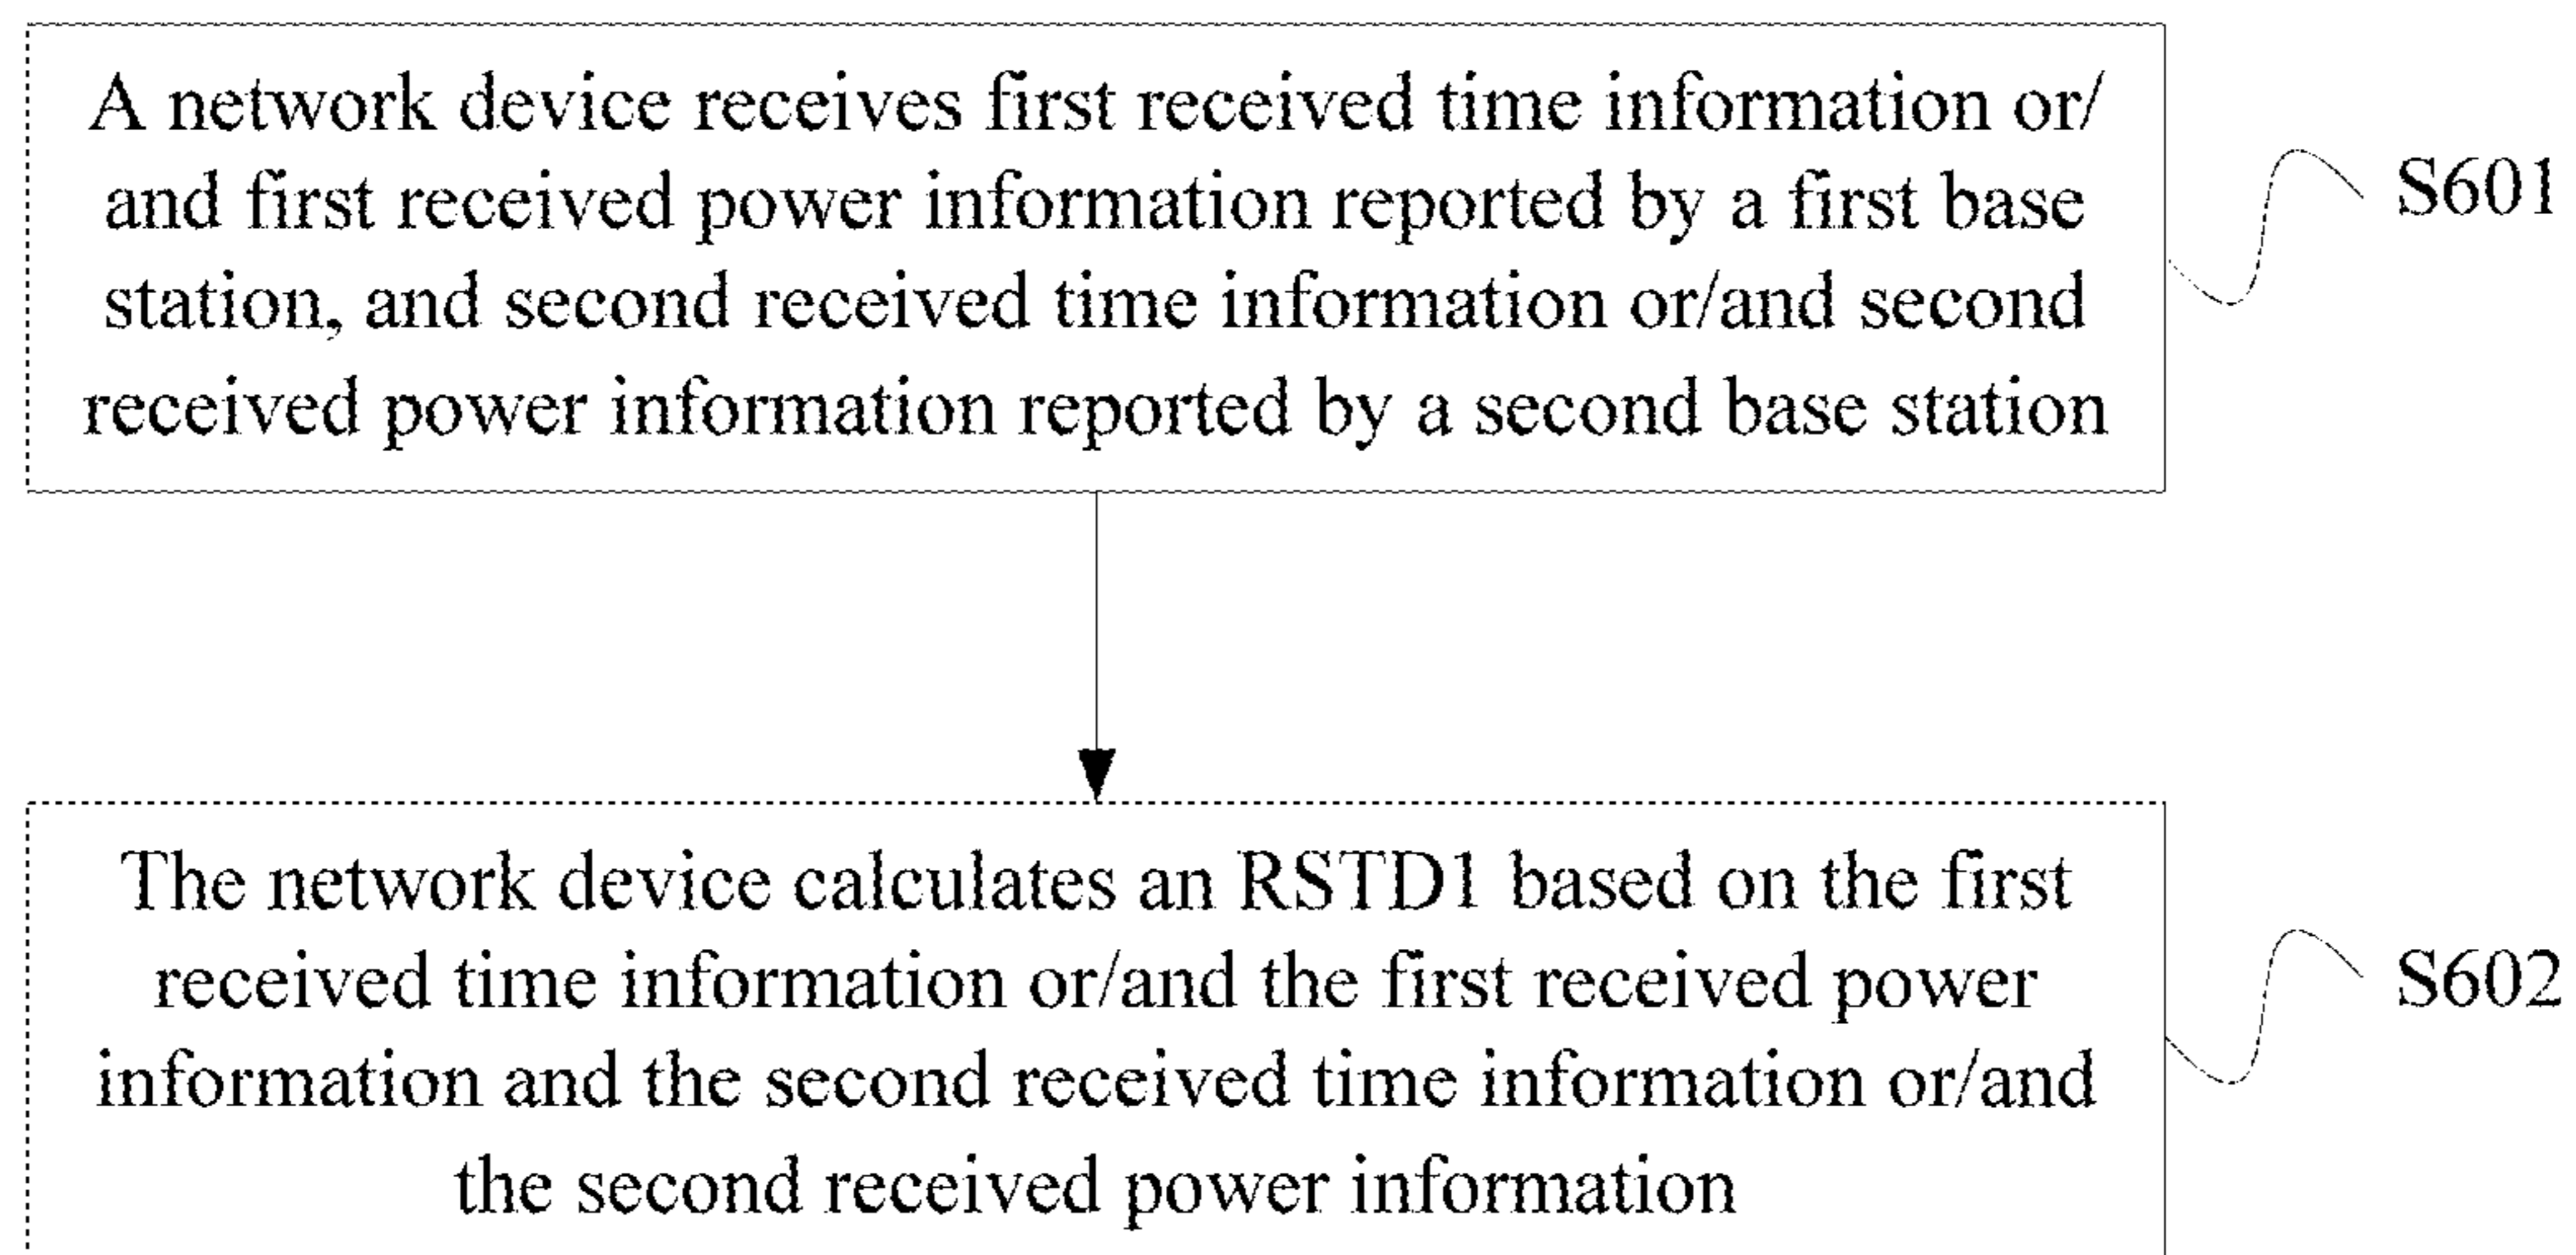 A network device receives first received time information or/
and first received power information reported by a first base
station, and second received time information or/and second
received power information reported by a second base station
S601
The network device calculates an RSTD1 based on the first
received time information or/and the first received power
information and the second received time information or/and
the second received power information
S602